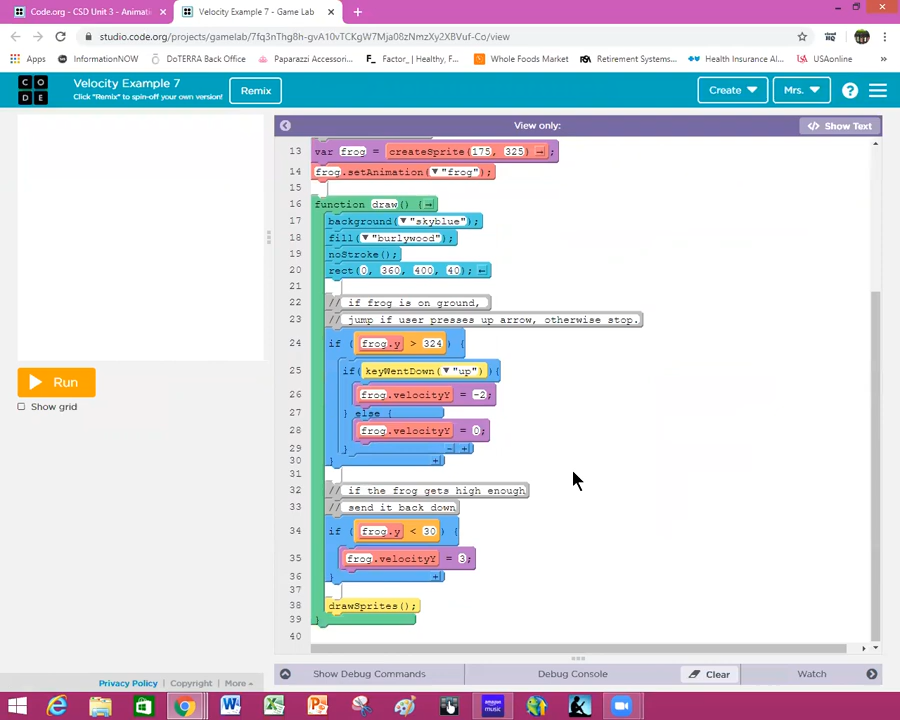 Code.org - CSD Unit 3 - Animati × Velocity Example 7 - Game Lab × +
studio.code.org/projects/gamelab/7fq3nThg8h-gvA10vTCKgW7Mja08zNmzXy2XBVuf-Co/view
Apps InformationNOW DoTERRA Back Office Paparazzi Accessori... Factor_ | Healthy, F... Whole Foods Market Retirement Systems... Health Insurance Al... USAonline »
CODE
Velocity Example 7
Click "Remix" to spin-off your own version!
Remix
Create
Mrs.
View only:
</> Show Text
Run
Show grid
13 var frog = createSprite(175, 325) → ;
14 frog.setAnimation(▼"frog");
15
16 function draw() { →
17 background(▼"skyblue");
18 fill(▼"burlywood");
19 noStroke();
20 rect(0, 360, 400, 40); ←
21
22 // if frog is on ground,
23 // jump if user presses up arrow, otherwise stop.
24 if (frog.y > 324) {
25 if(keyWentDown(▼"up")){
26 frog.velocityY = -2;
27 } else {
28 frog.velocityY = 0;
29 } - +
30 } +
31
32 // if the frog gets high enough
33 // send it back down
34 if (frog.y < 30) {
35 frog.velocityY = 3;
36 } +
37
38 drawSprites();
39 }
40
Show Debug Commands
Debug Console
Clear
Watch
Privacy Policy | Copyright | More